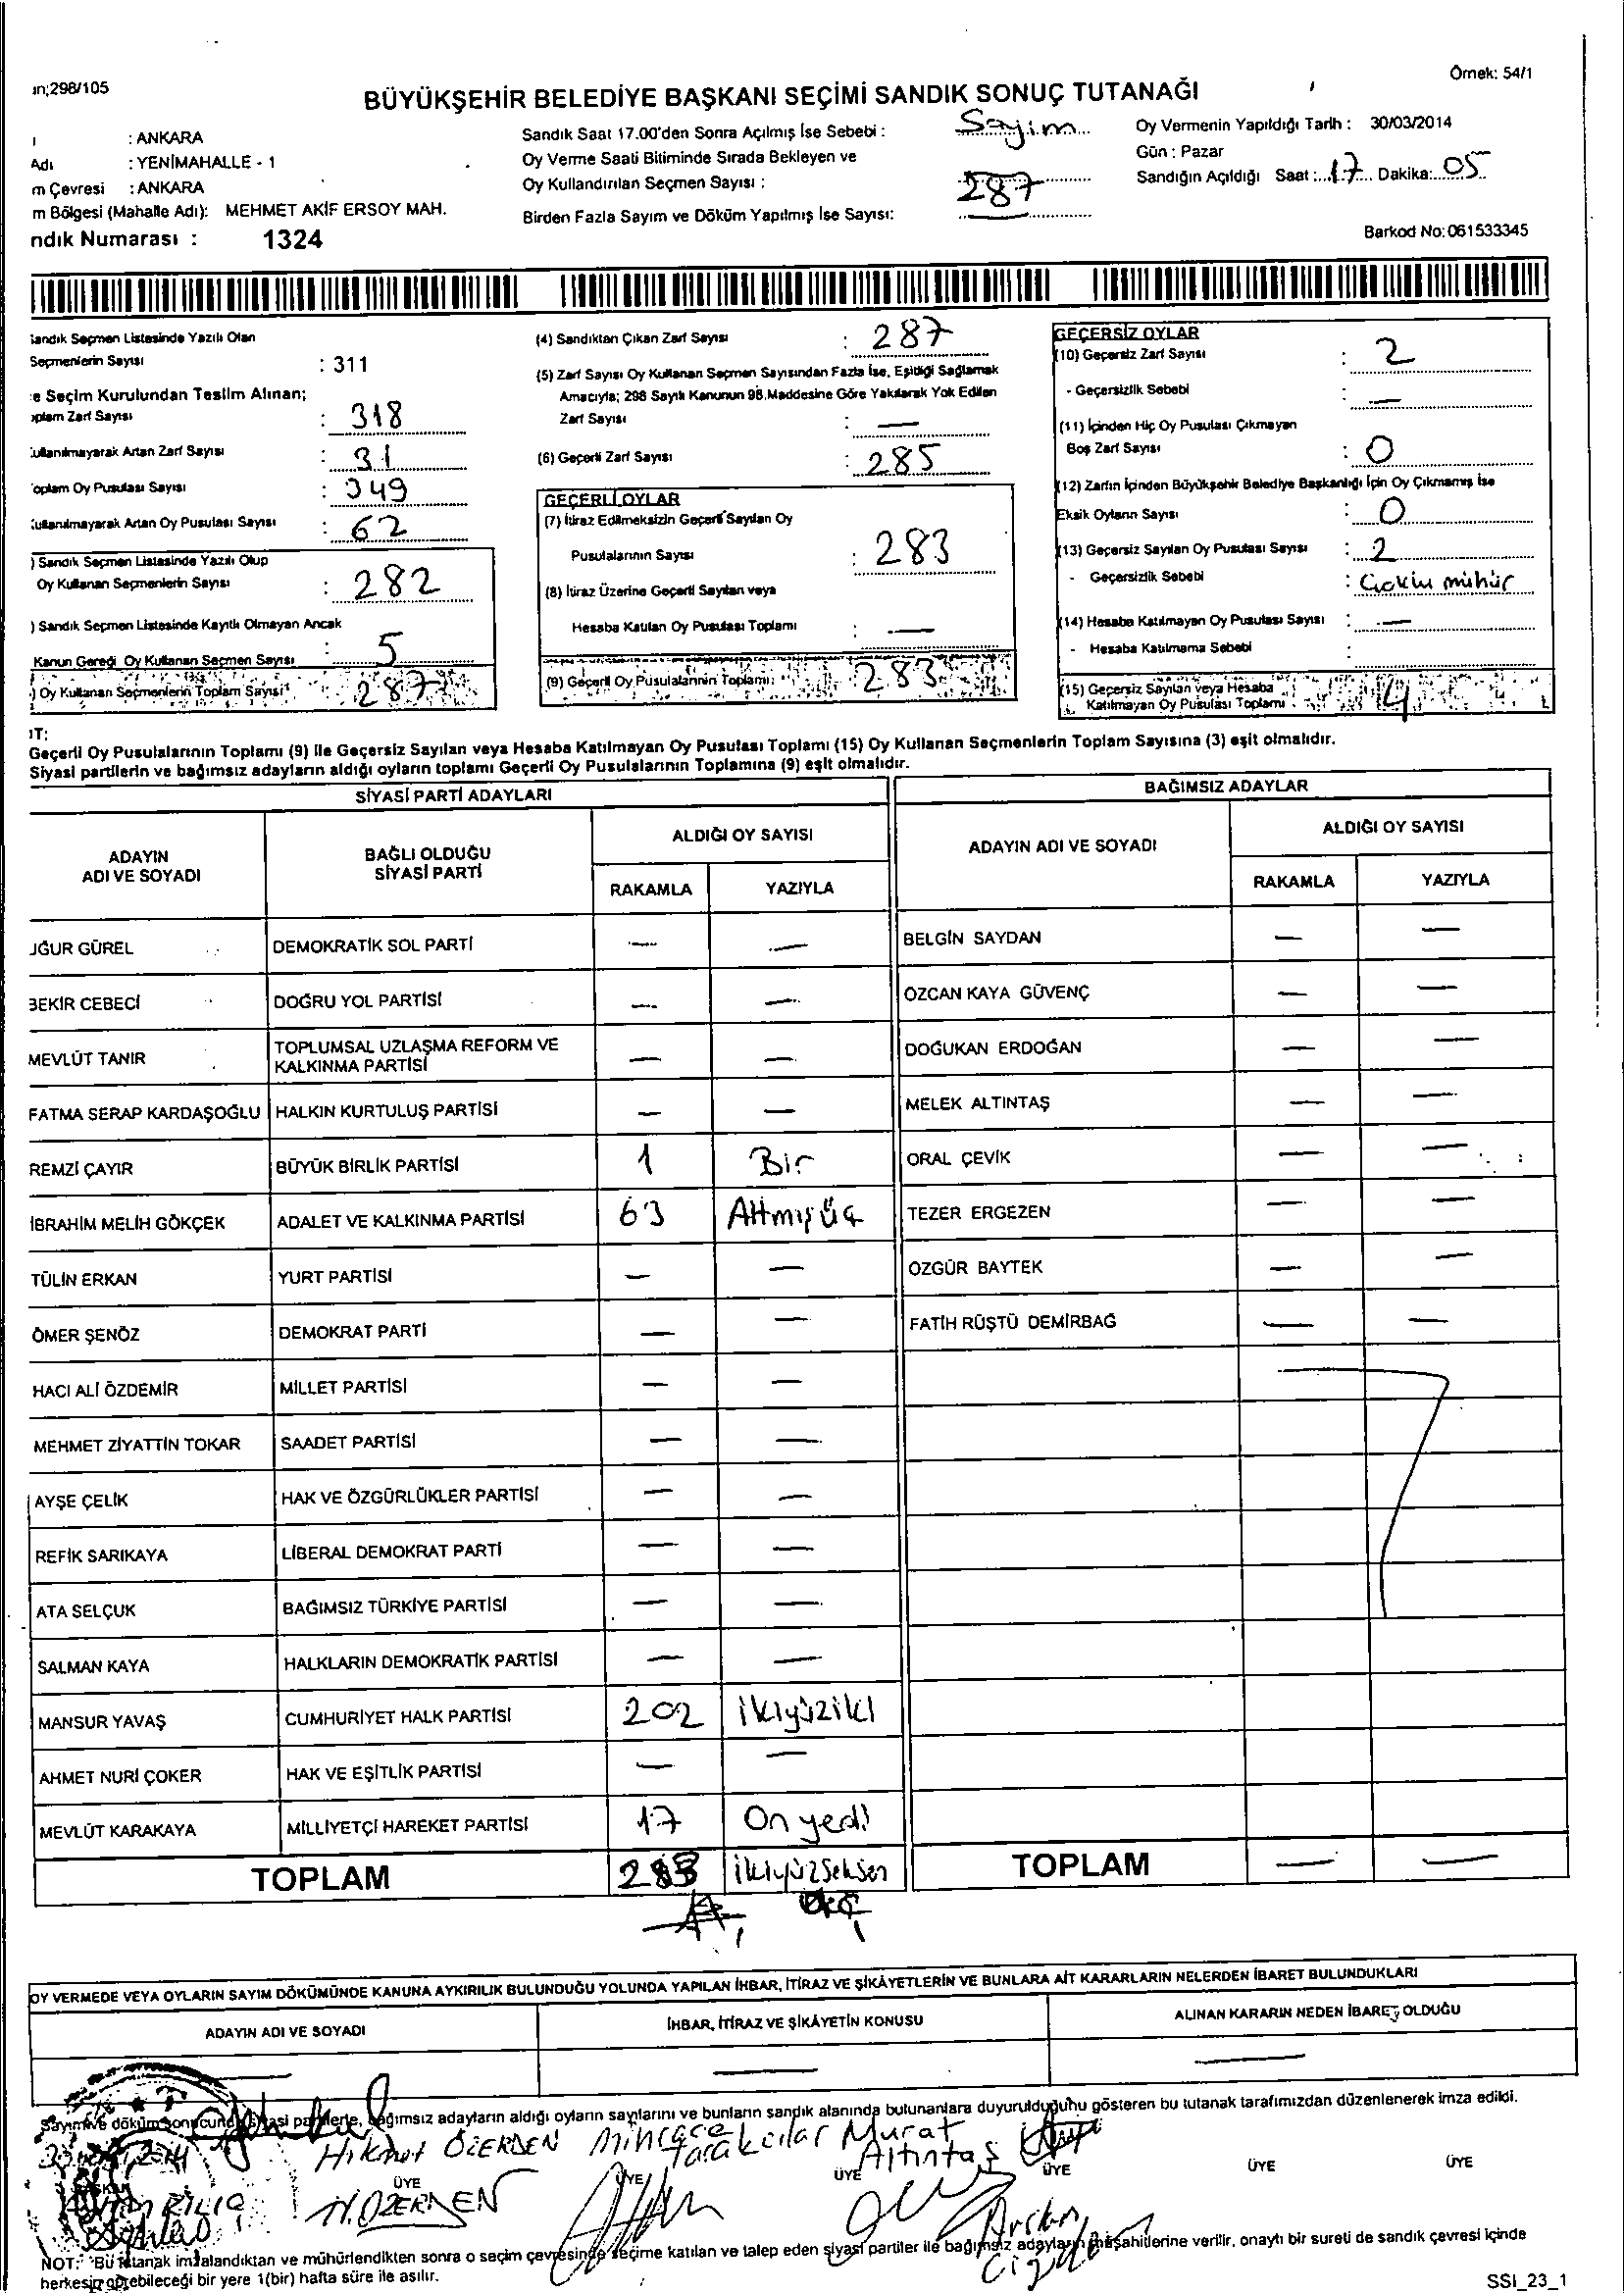 ın;298/105
Örnek: 54/1
BÜYÜKŞEHİR BELEDİYE BAŞKANI SEÇİMİ SANDIK SONUÇ TUTANAĞI
: ANKARA
Adı : YENİMAHALLE - 1
m Çevresi : ANKARA
m Bölgesi (Mahalle Adı): MEHMET AKİF ERSOY MAH.
ndık Numarası : 1324
Sandık Saat 17.00'den Sonra Açılmış İse Sebebi : Sayim
Oy Verme Saati Bitiminde Sırada Bekleyen ve
Oy Kullandırılan Seçmen Sayısı : 287
Birden Fazla Sayım ve Döküm Yapılmış İse Sayısı: —
Oy Vermenin Yapıldığı Tarih : 30/03/2014
Gün : Pazar
Sandığın Açıldığı Saat : 17 Dakika: 05
Barkod No: 061533345
Sandık Seçmen Listesinde Yazılı Olan
Seçmenlerin Sayısı : 311
e Seçim Kurulundan Teslim Alınan;
oplam Zarf Sayısı : 318
ullanılmayarak Artan Zarf Sayısı : 31
oplam Oy Pusulası Sayısı : 349
ullanılmayarak Artan Oy Pusulası Sayısı : 62
) Sandık Seçmen Listesinde Yazılı Olup
Oy Kullanan Seçmenlerin Sayısı : 282
) Sandık Seçmen Listesinde Kayıtlı Olmayan Ancak
Kanun Gereği Oy Kullanan Seçmen Sayısı : 5
) Oy Kullanan Seçmenlerin Toplam Sayısı 287
(4) Sandıktan Çıkan Zarf Sayısı : 287
(5) Zarf Sayısı Oy Kullanan Seçmen Sayısından Fazla İse, Eşitliği Sağlamak
Amacıyla; 298 Sayılı Kanunun 98.Maddesine Göre Yakılarak Yok Edilen
Zarf Sayısı : —
(6) Geçerli Zarf Sayısı : 285
GEÇERLİ OYLAR
(7) İtiraz Edilmeksizin Geçerli Sayılan Oy
Pusulalarının Sayısı : 283
(8) İtiraz Üzerine Geçerli Sayılan veya
Hesaba Katılan Oy Pusulası Toplamı : —
(9) Geçerli Oy Pusulalarının Toplamı: 283
GEÇERSİZ OYLAR
(10) Geçersiz Zarf Sayısı : 2
- Geçersizlik Sebebi : —
(11) İçinden Hiç Oy Pusulası Çıkmayan
Boş Zarf Sayısı : 0
(12) Zarfın İçinden Büyükşehir Belediye Başkanlığı İçin Oy Çıkmamış İse
Eksik Oyların Sayısı : 0
(13) Geçersiz Sayılan Oy Pusulası Sayısı : 2
- Geçersizlik Sebebi : mühür
(14) Hesaba Katılmayan Oy Pusulası Sayısı : —
- Hesaba Katılmama Sebebi :
(15) Geçersiz Sayılan veya Hesaba
Katılmayan Oy Pusulası Toplamı 4
T:
Geçerli Oy Pusulalarının Toplamı (9) ile Geçersiz Sayılan veya Hesaba Katılmayan Oy Pusulası Toplamı (15) Oy Kullanan Seçmenlerin Toplam Sayısına (3) eşit olmalıdır.
Siyasi partilerin ve bağımsız adayların aldığı oyların toplamı Geçerli Oy Pusulalarının Toplamına (9) eşit olmalıdır.
SİYASİ PARTİ ADAYLARI
ADAYIN ADI VE SOYADI
BAĞLI OLDUĞU SİYASİ PARTİ
ALDIĞI OY SAYISI
RAKAMLA YAZIYLA
UĞUR GÜREL DEMOKRATİK SOL PARTİ — —
BEKİR CEBECİ DOĞRU YOL PARTİSİ — —
MEVLÜT TANIR TOPLUMSAL UZLAŞMA REFORM VE KALKINMA PARTİSİ — —
FATMA SERAP KARDAŞOĞLU HALKIN KURTULUŞ PARTİSİ — —
REMZİ ÇAYIR BÜYÜK BİRLİK PARTİSİ 1 Bir
İBRAHİM MELİH GÖKÇEK ADALET VE KALKINMA PARTİSİ 63 Altmışüç
TÜLİN ERKAN YURT PARTİSİ — —
ÖMER ŞENÖZ DEMOKRAT PARTİ — —
HACI ALİ ÖZDEMİR MİLLET PARTİSİ — —
MEHMET ZİYATTİN TOKAR SAADET PARTİSİ — —
AYŞE ÇELİK HAK VE ÖZGÜRLÜKLER PARTİSİ — —
REFİK SARIKAYA LİBERAL DEMOKRAT PARTİ — —
ATA SELÇUK BAĞIMSIZ TÜRKİYE PARTİSİ — —
SALMAN KAYA HALKLARIN DEMOKRATİK PARTİSİ — —
MANSUR YAVAŞ CUMHURİYET HALK PARTİSİ 202 İkiyüziki
AHMET NURİ ÇOKER HAK VE EŞİTLİK PARTİSİ — —
MEVLÜT KARAKAYA MİLLİYETÇİ HAREKET PARTİSİ 17 On yedi
TOPLAM 283 ikiyüzseksen üç
BAĞIMSIZ ADAYLAR
ADAYIN ADI VE SOYADI
ALDIĞI OY SAYISI
RAKAMLA YAZIYLA
BELGİN SAYDAN — —
ÖZCAN KAYA GÜVENÇ — —
DOĞUKAN ERDOĞAN — —
MELEK ALTINTAŞ — —
ORAL ÇEVİK — —
TEZER ERGEZEN — —
ÖZGÜR BAYTEK — —
FATİH RÜŞTÜ DEMİRBAĞ — —
TOPLAM — —
OY VERMEDE VEYA OYLARIN SAYIM DÖKÜMÜNDE KANUNA AYKIRILIK BULUNDUĞU YOLUNDA YAPILAN İHBAR, İTİRAZ VE ŞİKÂYETLERİN VE BUNLARA AİT KARARLARIN NELERDEN İBARET BULUNDUKLARI
ADAYIN ADI VE SOYADI İHBAR, İTİRAZ VE ŞİKÂYETİN KONUSU ALINAN KARARIN NEDEN İBARET OLDUĞU
— — —
Sayım ve döküm sonucunda siyasi partilerle, bağımsız adayların aldığı oyların sayılarını ve bunların sandık alanında bulunanlara duyurulduğunu gösteren bu tutanak tarafımızdan düzenlenerek imza edildi.
Hikmet ÖZERDEN Murat Altıntaş
ÜYE ÜYE ÜYE ÜYE ÜYE ÜYE
H.ÖZERDEN Arslan
NOT: Bu tutanak imzalandıktan ve mühürlendikten sonra o seçim çevresinde seçime katılan ve talep eden siyasi partiler ile bağımsız adayların müşahitlerine verilir, onaylı bir sureti de sandık çevresi içinde
herkesin görebileceği bir yere 1(bir) hafta süre ile asılır.
SSI_23_1